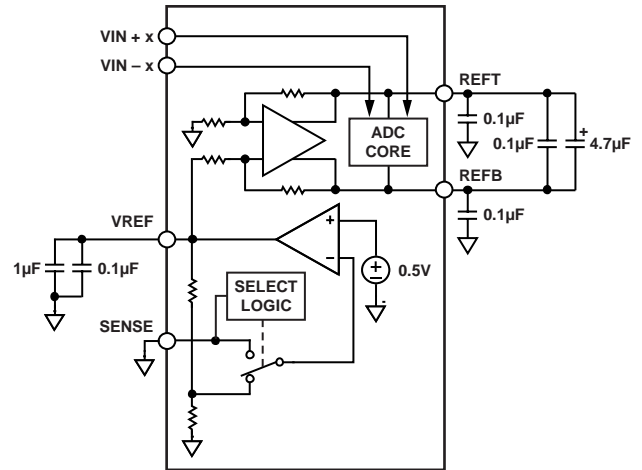 VIN + x
VIN – x
REFT
ADC
CORE
0.1µF
0.1µF
+
4.7µF
REFB
0.1µF
VREF
+
–
+
–
0.5V
1µF
0.1µF
SELECT
LOGIC
SENSE